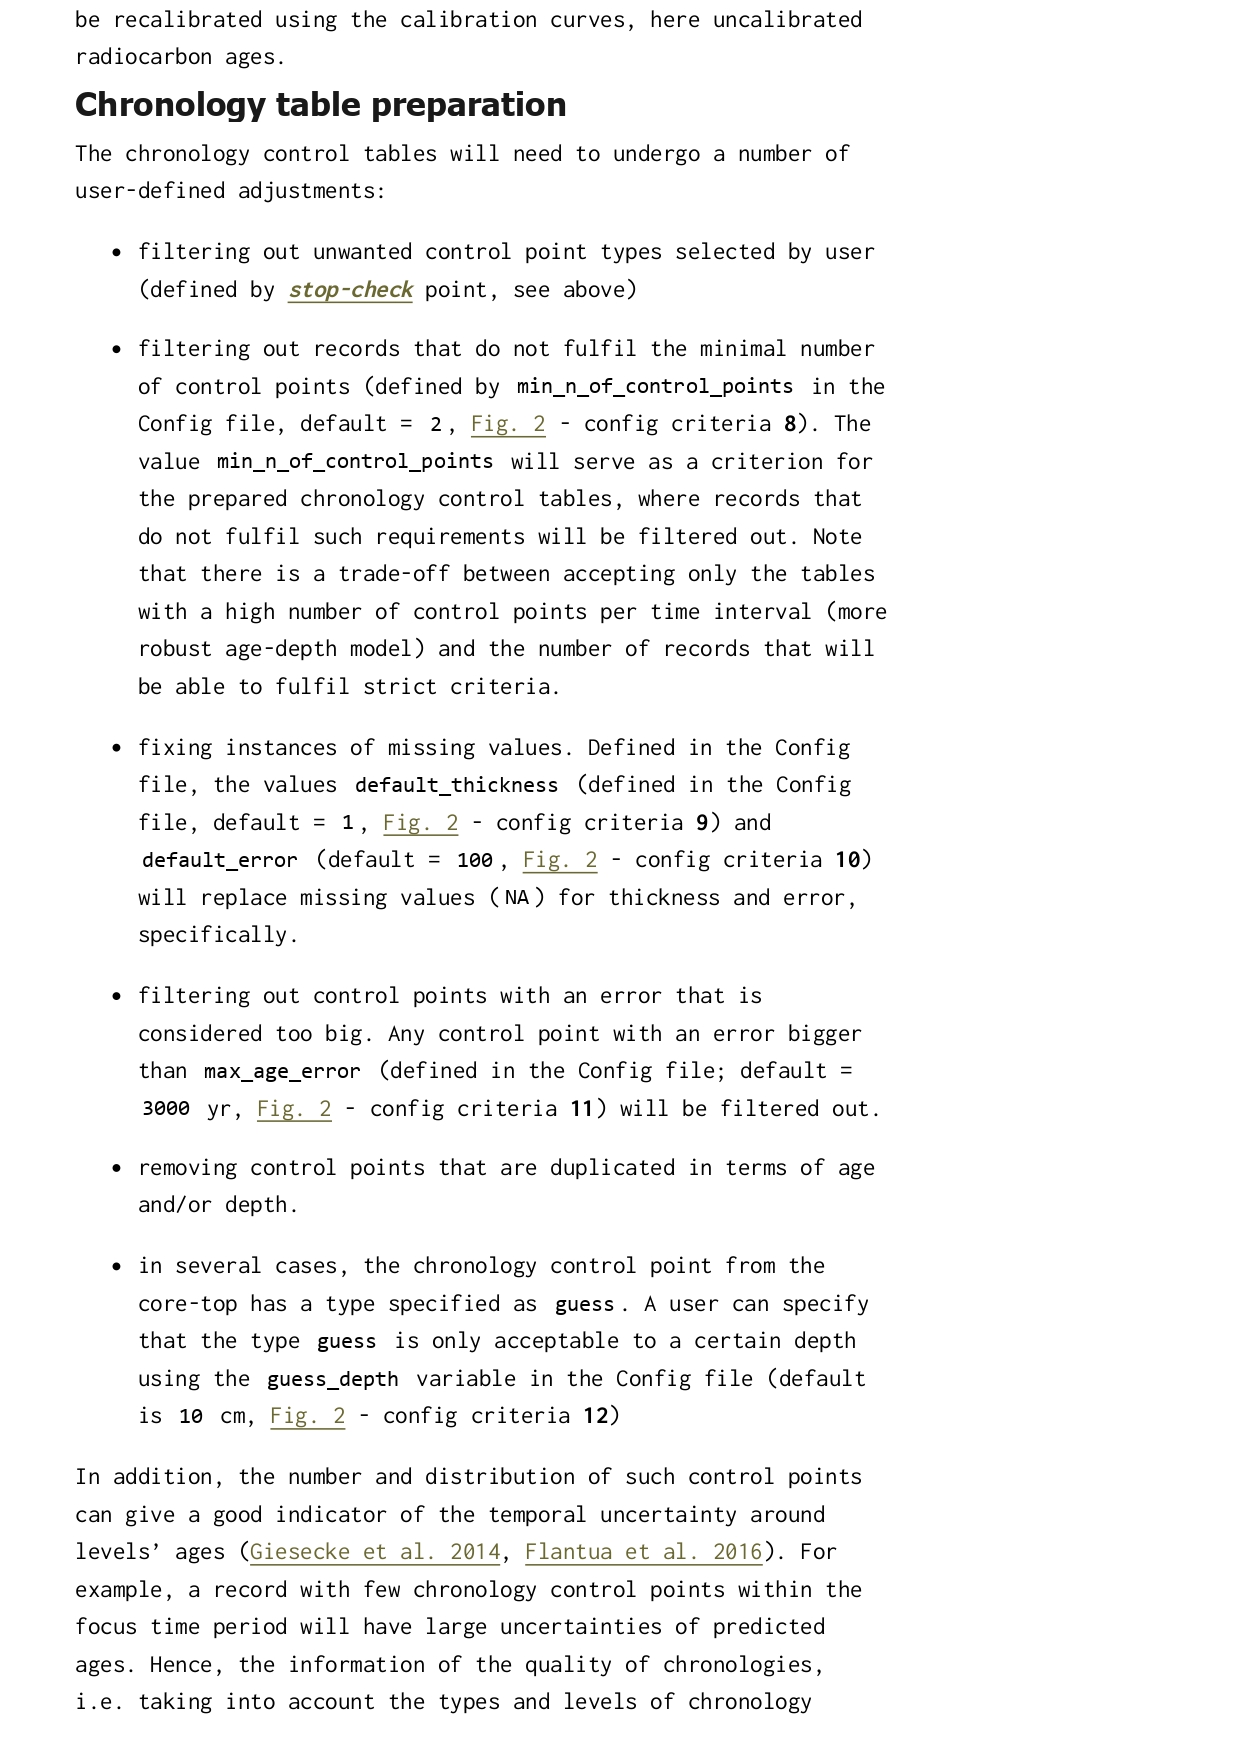 be recalibrated using the calibration curves, here uncalibrated
radiocarbon ages.
Chronology table preparation
The chronology control tables will need to undergo a number of
user-defined adjustments:
• filtering out unwanted control point types selected by user
(defined by stop-check point, see above)
• filtering out records that do not fulfil the minimal number
of control points (defined by min_n_of_control_points in the
Config file, default = 2, Fig. 2 - config criteria 8). The
value min_n_of_control_points will serve as a criterion for
the prepared chronology control tables, where records that
do not fulfil such requirements will be filtered out. Note
that there is a trade-off between accepting only the tables
with a high number of control points per time interval (more
robust age-depth model) and the number of records that will
be able to fulfil strict criteria.
• fixing instances of missing values. Defined in the Config
file, the values default_thickness (defined in the Config
file, default = 1, Fig. 2 - config criteria 9) and
default_error (default = 100, Fig. 2 - config criteria 10)
will replace missing values (NA) for thickness and error,
specifically.
• filtering out control points with an error that is
considered too big. Any control point with an error bigger
than max_age_error (defined in the Config file; default =
3000 yr, Fig. 2 - config criteria 11) will be filtered out.
• removing control points that are duplicated in terms of age
and/or depth.
• in several cases, the chronology control point from the
core-top has a type specified as guess. A user can specify
that the type guess is only acceptable to a certain depth
using the guess_depth variable in the Config file (default
is 10 cm, Fig. 2 - config criteria 12)
In addition, the number and distribution of such control points
can give a good indicator of the temporal uncertainty around
levels’ ages (Giesecke et al. 2014, Flantua et al. 2016). For
example, a record with few chronology control points within the
focus time period will have large uncertainties of predicted
ages. Hence, the information of the quality of chronologies,
i.e. taking into account the types and levels of chronology